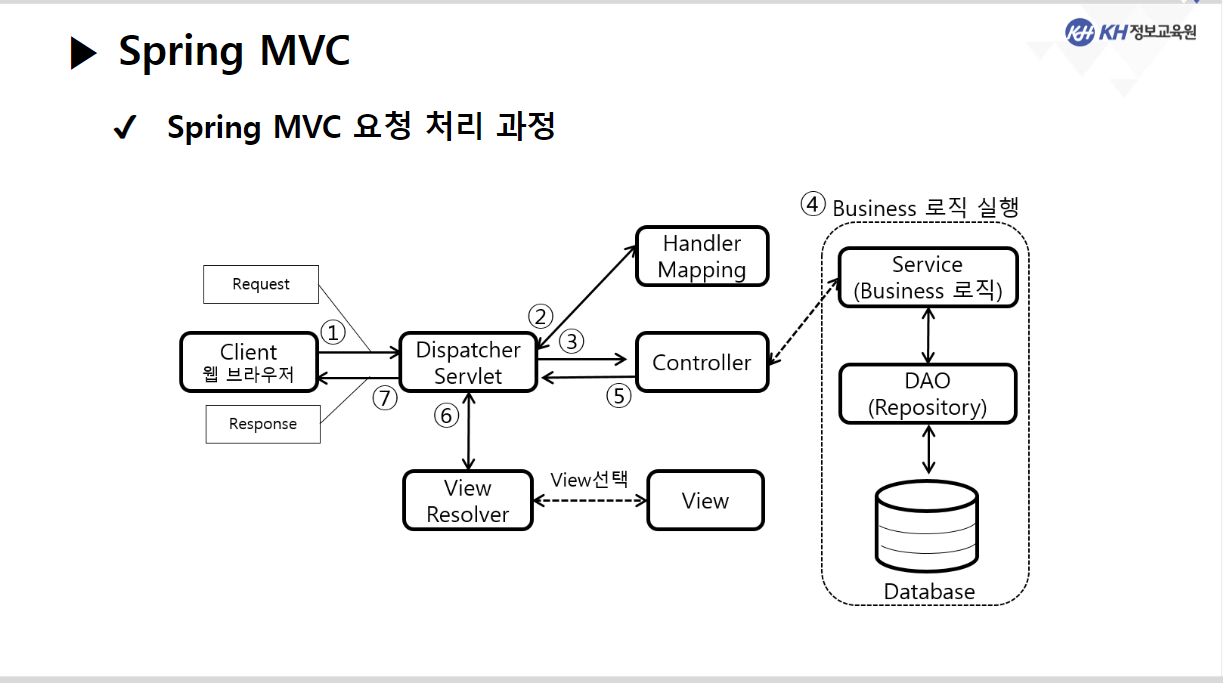 KH KH정보교육원
▶ Spring MVC
✔ Spring MVC 요청 처리 과정
④ Business 로직 실행
Handler
Mapping
Service
(Business 로직)
Request
②
①
③
Client
웹 브라우저
Dispatcher
Servlet
Controller
DAO
(Repository)
⑦
⑤
⑥
Response
View
Resolver
View선택
View
Database